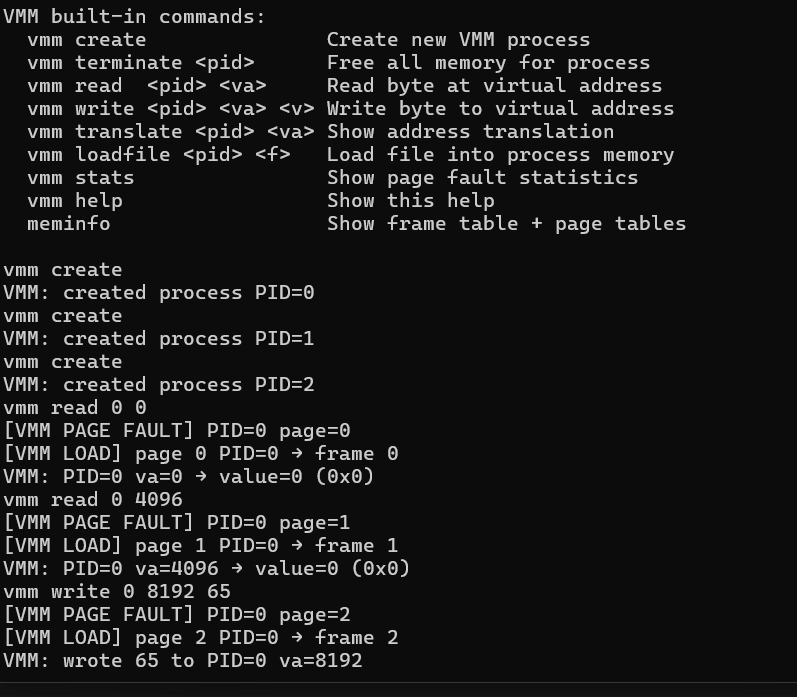 VMM built-in commands:
  vmm create               Create new VMM process
  vmm terminate <pid>      Free all memory for process
  vmm read  <pid> <va>     Read byte at virtual address
  vmm write <pid> <va> <v> Write byte to virtual address
  vmm translate <pid> <va> Show address translation
  vmm loadfile <pid> <f>   Load file into process memory
  vmm stats                Show page fault statistics
  vmm help                 Show this help
  meminfo                  Show frame table + page tables

vmm create
VMM: created process PID=0
vmm create
VMM: created process PID=1
vmm create
VMM: created process PID=2
vmm read 0 0
[VMM PAGE FAULT] PID=0 page=0
[VMM LOAD] page 0 PID=0 → frame 0
VMM: PID=0 va=0 → value=0 (0x0)
vmm read 0 4096
[VMM PAGE FAULT] PID=0 page=1
[VMM LOAD] page 1 PID=0 → frame 1
VMM: PID=0 va=4096 → value=0 (0x0)
vmm write 0 8192 65
[VMM PAGE FAULT] PID=0 page=2
[VMM LOAD] page 2 PID=0 → frame 2
VMM: wrote 65 to PID=0 va=8192